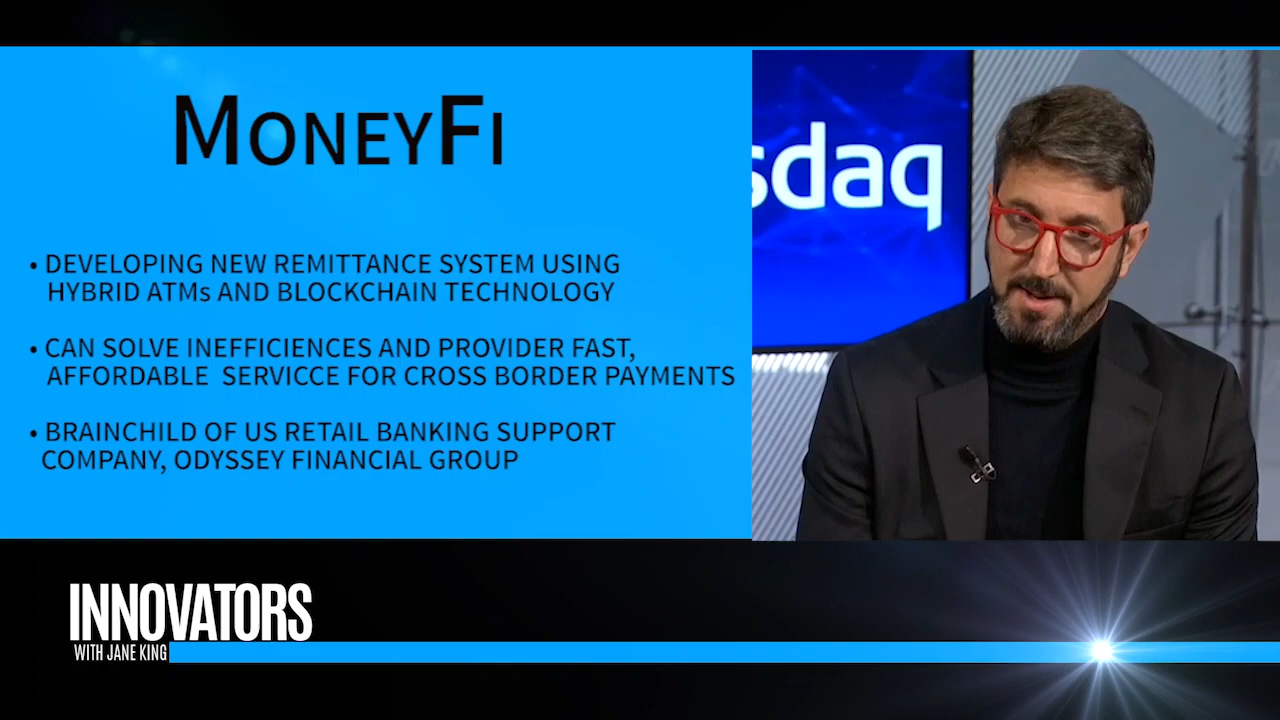 MONEYFI
• DEVELOPING NEW REMITTANCE SYSTEM USING
HYBRID ATMs AND BLOCKCHAIN TECHNOLOGY
• CAN SOLVE INEFFICIENCES AND PROVIDER FAST,
AFFORDABLE SERVICCE FOR CROSS BORDER PAYMENTS
• BRAINCHILD OF US RETAIL BANKING SUPPORT
COMPANY, ODYSSEY FINANCIAL GROUP
sdaq
INNOVATORS
WITH JANE KING